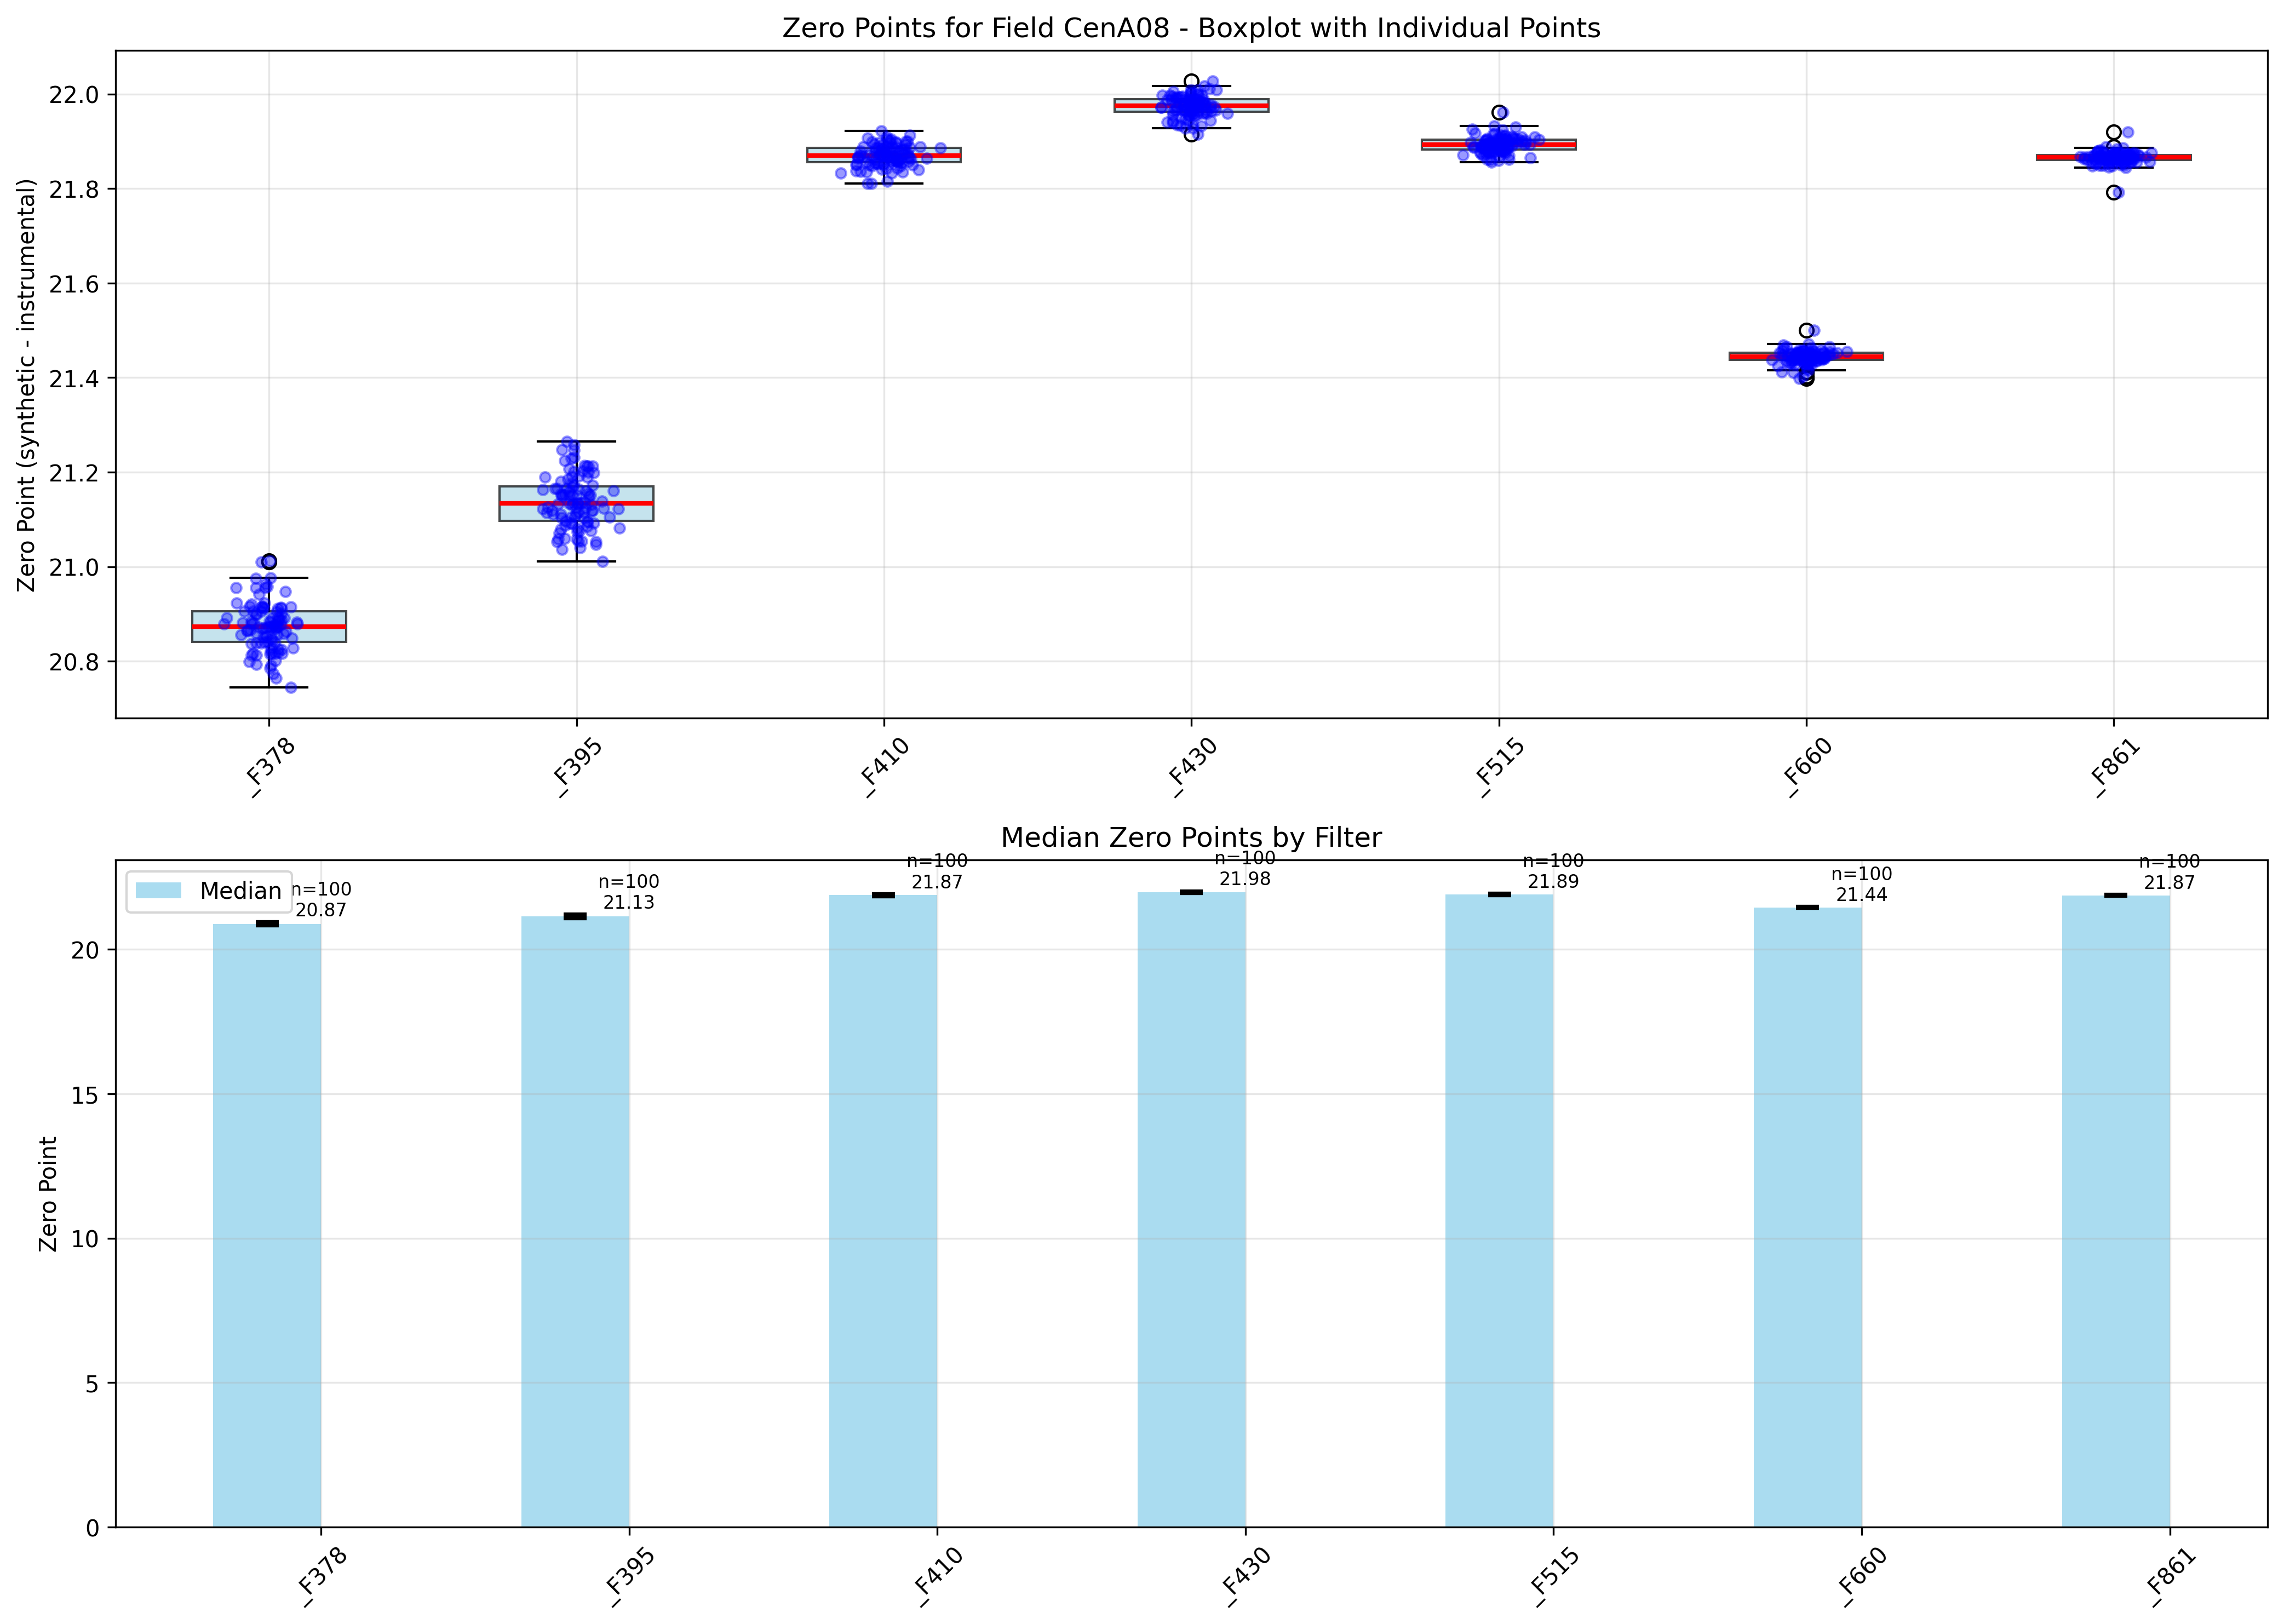 Zero Points for Field CenA08 - Boxplot with Individual Points
Zero Point (synthetic - instrumental)
22.0
21.8
21.6
21.4
21.2
21.0
20.8
_F378
_F395
_F410
_F430
_F515
_F660
_F861
Median Zero Points by Filter
Zero Point
20
15
10
5
0
Median
n=100
20.87
n=100
21.13
n=100
21.87
n=100
21.98
n=100
21.89
n=100
21.44
n=100
21.87
_F378
_F395
_F410
_F430
_F515
_F660
_F861